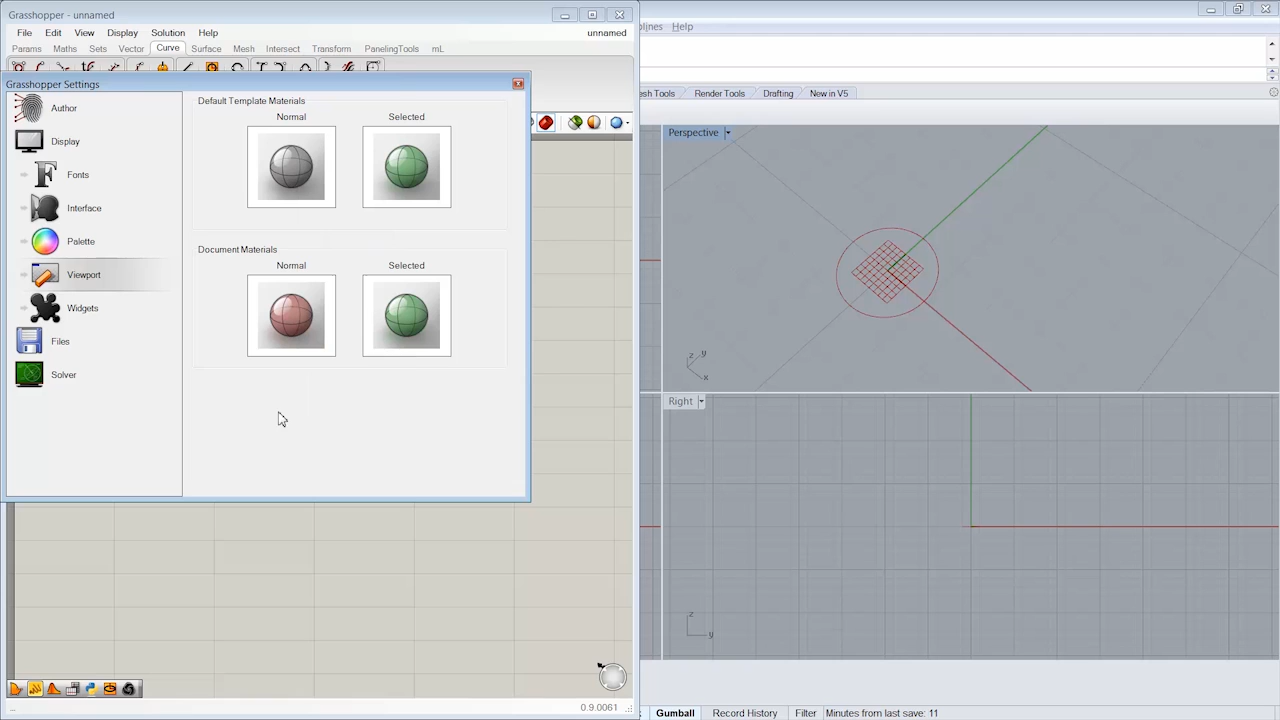 Grasshopper - unnamed
File Edit View Display Solution Help unnamed
Params Maths Sets Vector Curve Surface Mesh Intersect Transform PanelingTools mL
Help
Render Tools Drafting New in V5
Grasshopper Settings
Author
Display
Fonts
Interface
Palette
Viewport
Widgets
Files
Solver
Default Template Materials
Normal Selected
Document Materials
Normal Selected
Perspective
z y
x
Right
z
y
0.9.0061
Gumball Record History Filter Minutes from last save: 11